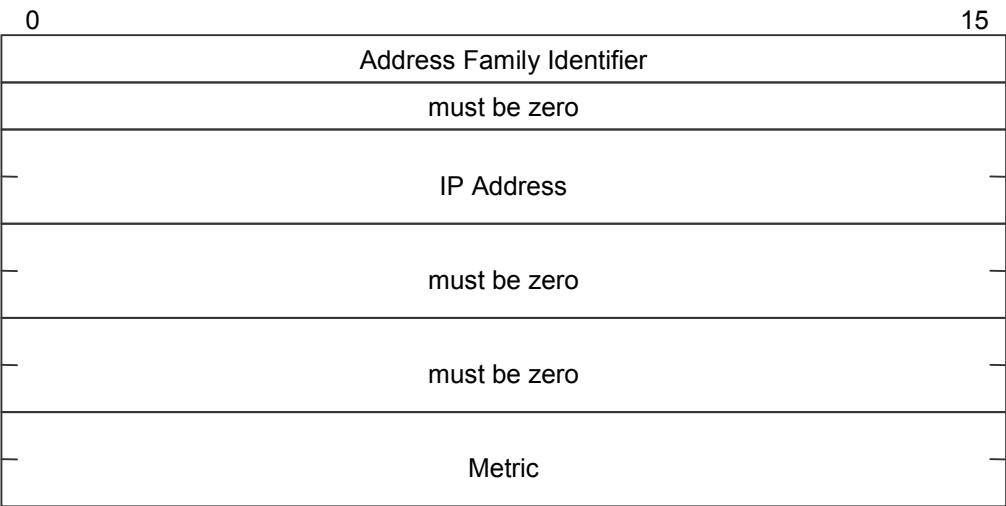 0 15
Address Family Identifier
must be zero
IP Address
must be zero
must be zero
Metric